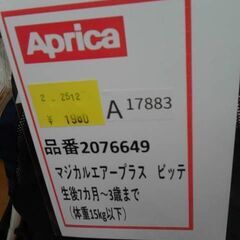 Aprica
2. 2512
¥ 1980
A 17883
品番2076649
マジカルエアープラス ピッテ
生後7カ月〜3歳まで
(体重15kg以下)